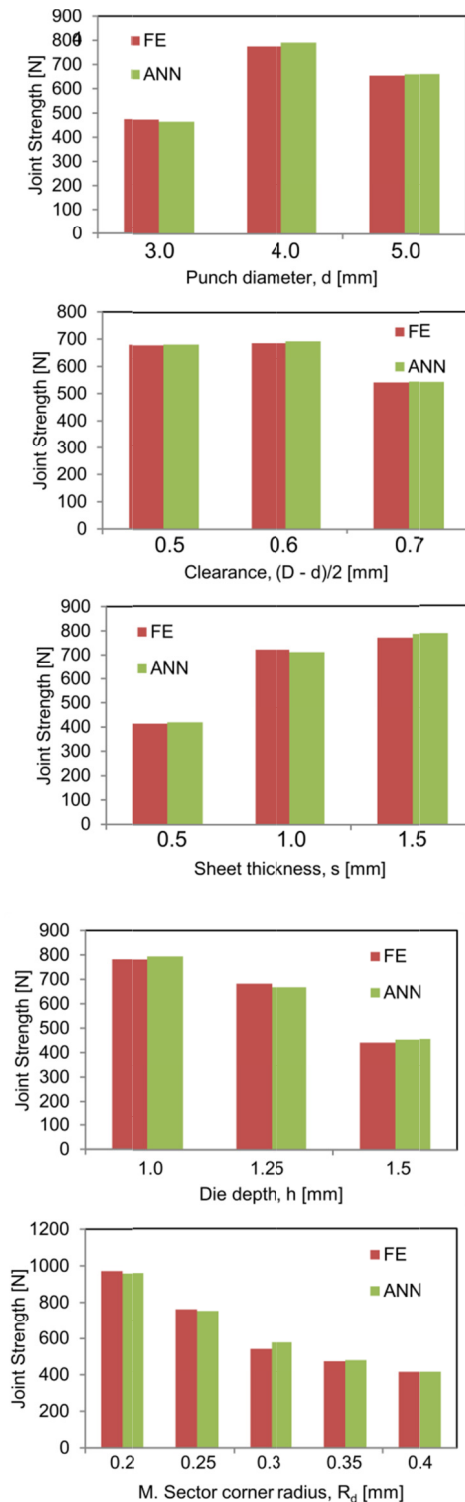 900
800
4
700
600
500
400
300
200
100
0
Joint Strength [N]
FE
ANN
3.0 4.0 5.0
Punch diameter, d [mm]
800
700
600
500
400
300
200
100
0
Joint Strength [N]
FE
ANN
0.5 0.6 0.7
Clearance, (D - d)/2 [mm]
900
800
700
600
500
400
300
200
100
0
Joint Strength [N]
FE
ANN
0.5 1.0 1.5
Sheet thickness, s [mm]
900
800
700
600
500
400
300
200
100
0
Joint Strength [N]
FE
ANN
1.0 1.25 1.5
Die depth, h [mm]
1200
1000
800
600
400
200
0
Joint Strength [N]
FE
ANN
0.2 0.25 0.3 0.35 0.4
M. Sector corner radius, Rd [mm]